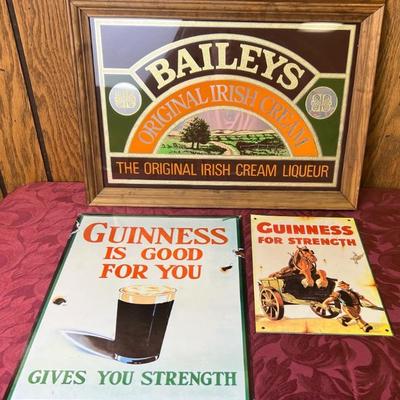 BAILEYS
ORIGINAL IRISH CREAM
THE ORIGINAL IRISH CREAM LIQUEUR
GUINNESS
IS GOOD
FOR YOU
GIVES YOU STRENGTH
GUINNESS
FOR STRENGTH